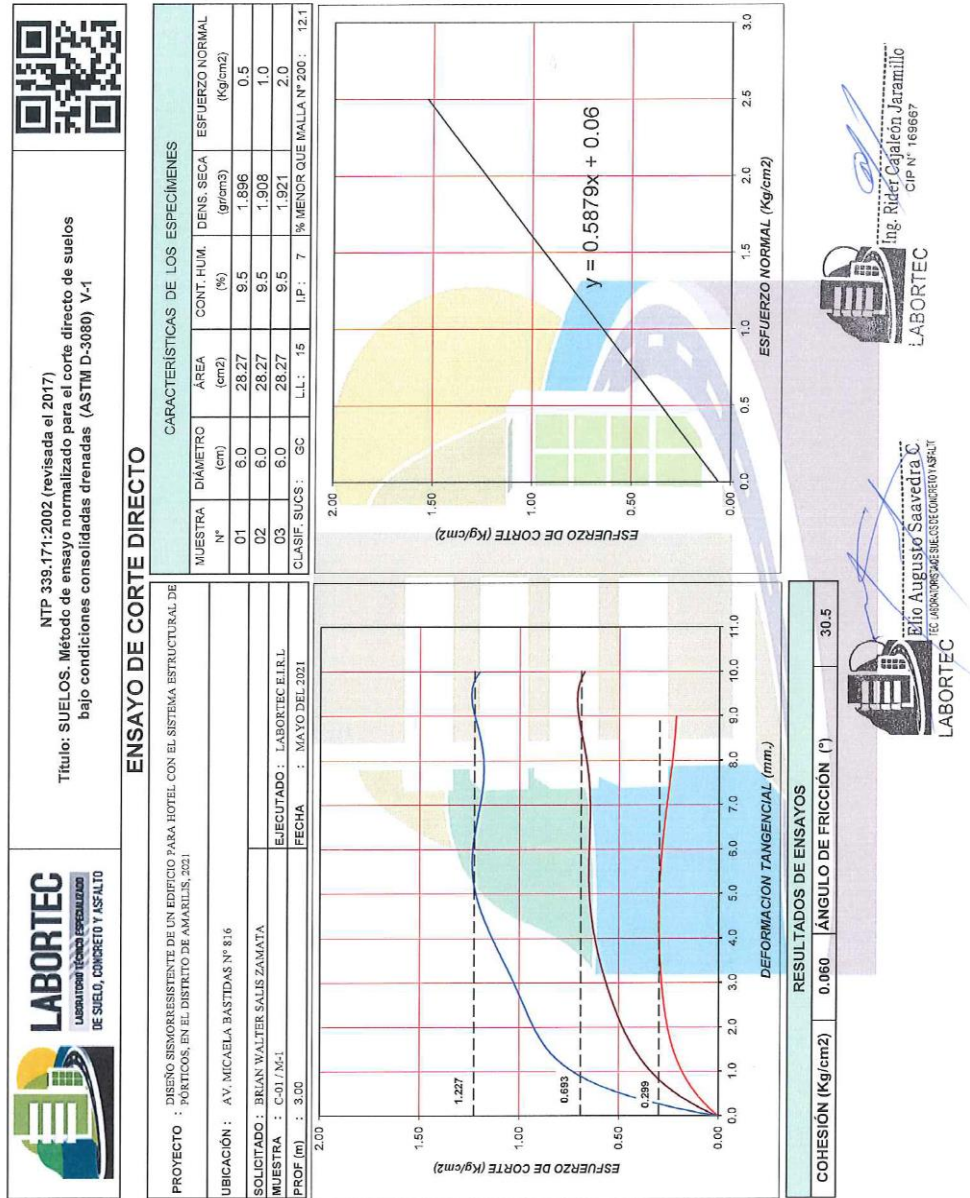 LABORTEC
LABORATORIO TÉCNICO ESPECIALIZADO
DE SUELO, CONCRETO Y ASFALTO
NTP 339.171:2002 (revisada el 2017)
Título: SUELOS. Método de ensayo normalizado para el corte directo de suelos
bajo condiciones consolidadas drenadas (ASTM D-3080) V-1
ENSAYO DE CORTE DIRECTO
PROYECTO : DISEÑO SISMORRESISTENTE DE UN EDIFICIO PARA HOTEL CON EL SISTEMA ESTRUCTURAL DE
PÓRTICOS, EN EL DISTRITO DE AMARILIS, 2021
UBICACIÓN : AV. MICAELA BASTIDAS Nº 816
SOLICITADO : BRIAN WALTER SALIS ZAMATA
MUESTRA : C-01 / M-1
EJECUTADO : LABORTEC E.I.R.L
PROF (m) : 3.00
FECHA : MAYO DEL 2021
CARACTERÍSTICAS DE LOS ESPECÍMENES
MUESTRA DIÁMETRO ÁREA CONT. HUM. DENS. SECA ESFUERZO NORMAL
Nº (cm) (cm2) (%) (gr/cm3) (Kg/cm2)
01 6.0 28.27 9.5 1.896 0.5
02 6.0 28.27 9.5 1.908 1.0
03 6.0 28.27 9.5 1.921 2.0
CLASIF. SUCS : GC L.L : 15 I.P : 7 % MENOR QUE MALLA Nº 200 : 12.1
ESFUERZO DE CORTE (Kg/cm2)
2.00
1.50
1.00
0.50
0.00
1.227
0.693
0.299
0.0 1.0 2.0 3.0 4.0 5.0 6.0 7.0 8.0 9.0 10.0 11.0
DEFORMACION TANGENCIAL (mm.)
ESFUERZO DE CORTE (Kg/cm2)
2.00
1.50
1.00
0.50
0.00
y = 0.5879x + 0.06
0.0 0.5 1.0 1.5 2.0 2.5 3.0
ESFUERZO NORMAL (Kg/cm2)
RESULTADOS DE ENSAYOS
COHESIÓN (Kg/cm2) 0.060 ÁNGULO DE FRICCIÓN (°) 30.5
LABORTEC
Elio Augusto Saavedra C.
TEC. LABORATORISTA DE SUELOS DE CONCRETO Y ASFALT
LABORTEC
Ing. Rider Cajaleón Jaramillo
CIP Nº 169667